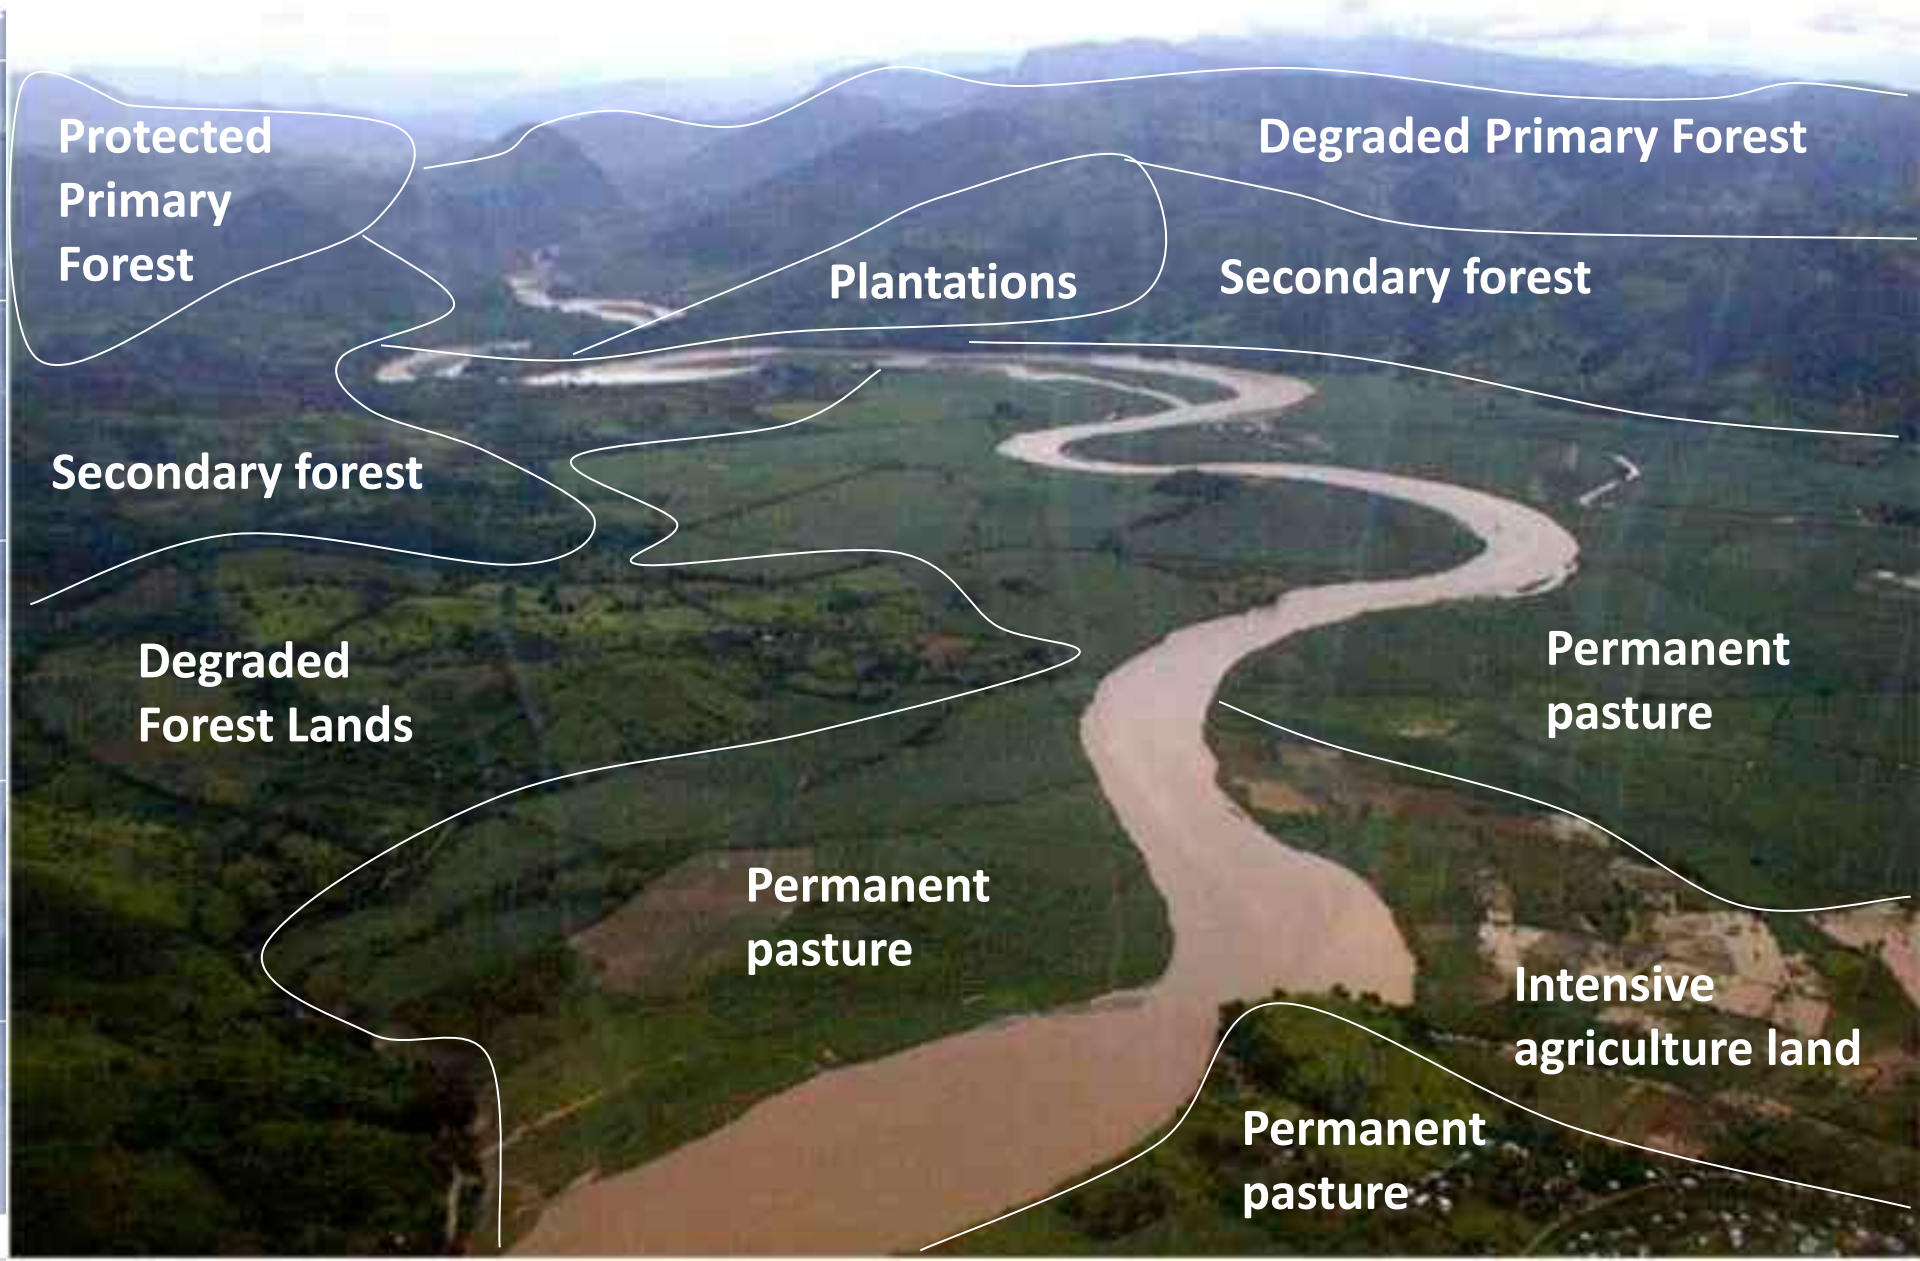 Protected
Primary
Forest
Degraded Primary Forest
Plantations
Secondary forest
Secondary forest
Degraded
Forest Lands
Permanent
pasture
Permanent
pasture
Intensive
agriculture land
Permanent
pasture